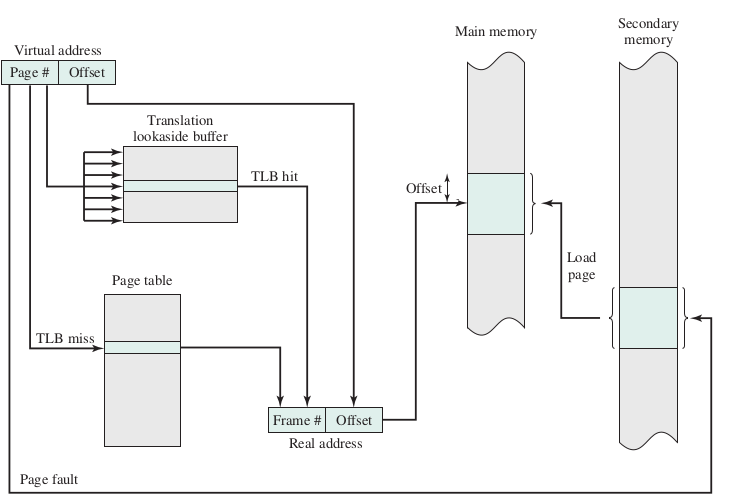 Secondary
memory
Main memory
Virtual address
Page # Offset
Translation
lookaside buffer
TLB hit
Offset
Load
page
Page table
TLB miss
Frame # Offset
Real address
Page fault